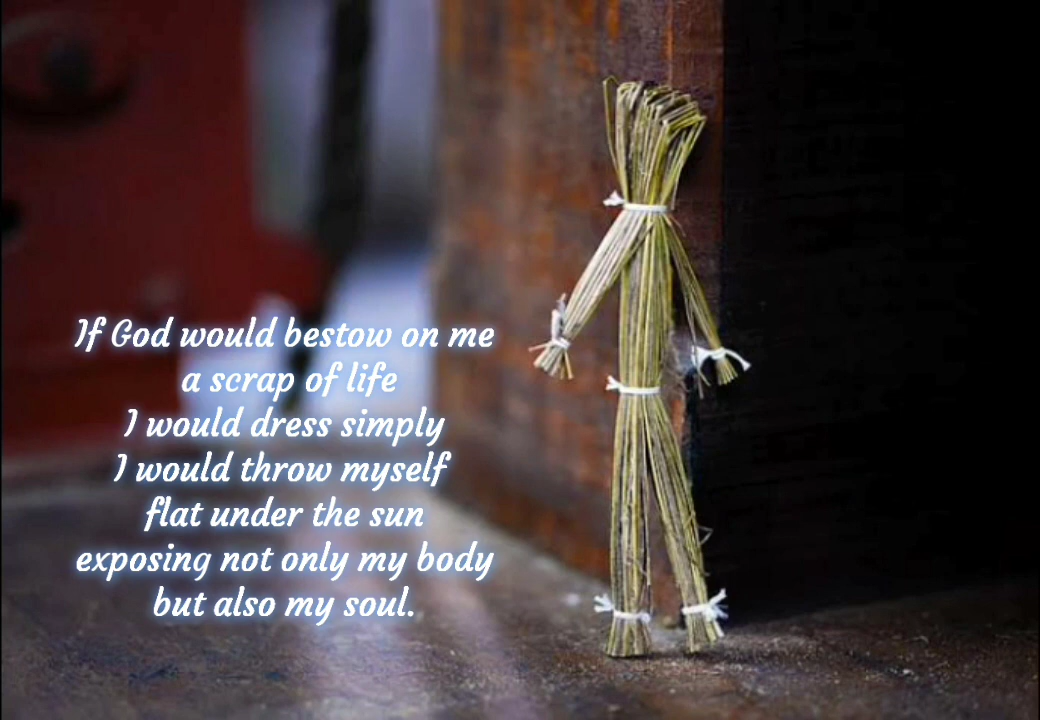 If God would bestow on me
a scrap of life
I would dress simply
I would throw myself
flat under the sun
exposing not only my body
but also my soul.